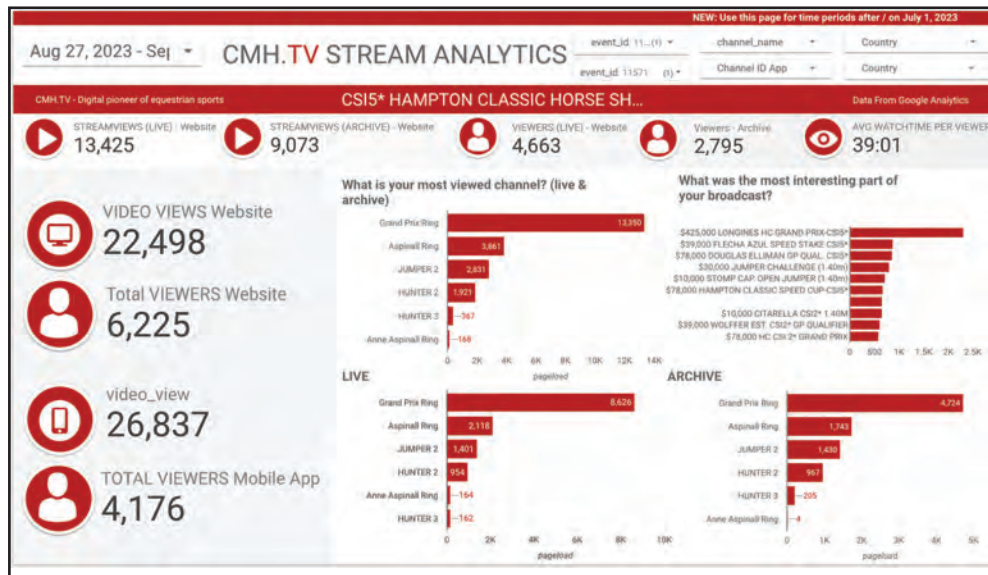 NEW: Use this page for time periods after / on July 1, 2023
Aug 27, 2023 - Sep
CMH.TV STREAM ANALYTICS
event_id 11...(1)
channel_name
Country
event_id 11571 (1)
Channel ID App
Country
CMH.TV - Digital pioneer of equestrian sports
CSI5* HAMPTON CLASSIC HORSE SH...
Data From Google Analytics
STREAMVIEWS (LIVE) - Website
13,425
STREAMVIEWS (ARCHIVE) - Website
9,073
VIEWERS (LIVE) - Website
4,663
Viewers - Archive
2,795
AVG WATCHTIME PER VIEWER
39:01
VIDEO VIEWS Website
22,498
Total VIEWERS Website
6,225
video_view
26,837
TOTAL VIEWERS Mobile App
4,176
What is your most viewed channel? (live &
archive)
Grand Prix Ring 13,350
Aspinall Ring 3,861
JUMPER 2 2,831
HUNTER 2 1,921
HUNTER 3 367
Anne Aspinall Ring 168
0 2K 4K 6K 8K 10K 12K 14K
pageload
What was the most interesting part of
your broadcast?
$425,000 LONGINES HC GRAND PRIX-CSI5*
$39,000 FLECHA AZUL SPEED STAKE CSI5*
$78,000 DOUGLAS ELLIMAN GP QUAL. CSI5*
$30,000 JUMPER CHALLENGE (1.40m)
$10,000 STOMP CAP. OPEN JUMPER (1.40m)
$78,000 HAMPTON CLASSIC SPEED CUP-CSI5*
$10,000 CITARELLA CSI2* 1.40M
$39,000 WOLFFER EST. CSI2* GP QUALIFIER
$78,000 HC CSI 2* GRAND PRIX
0 500 1K 1.5K 2K 2.5K
LIVE
Grand Prix Ring 8,626
Aspinall Ring 2,118
JUMPER 2 1,401
HUNTER 2 954
Anne Aspinall Ring 164
HUNTER 3 162
0 2K 4K 6K 8K 10K
pageload
ARCHIVE
Grand Prix Ring 4,724
Aspinall Ring 1,743
JUMPER 2 1,430
HUNTER 2 967
HUNTER 3 205
Anne Aspinall Ring 4
0 1K 2K 3K 4K 5K
pageload